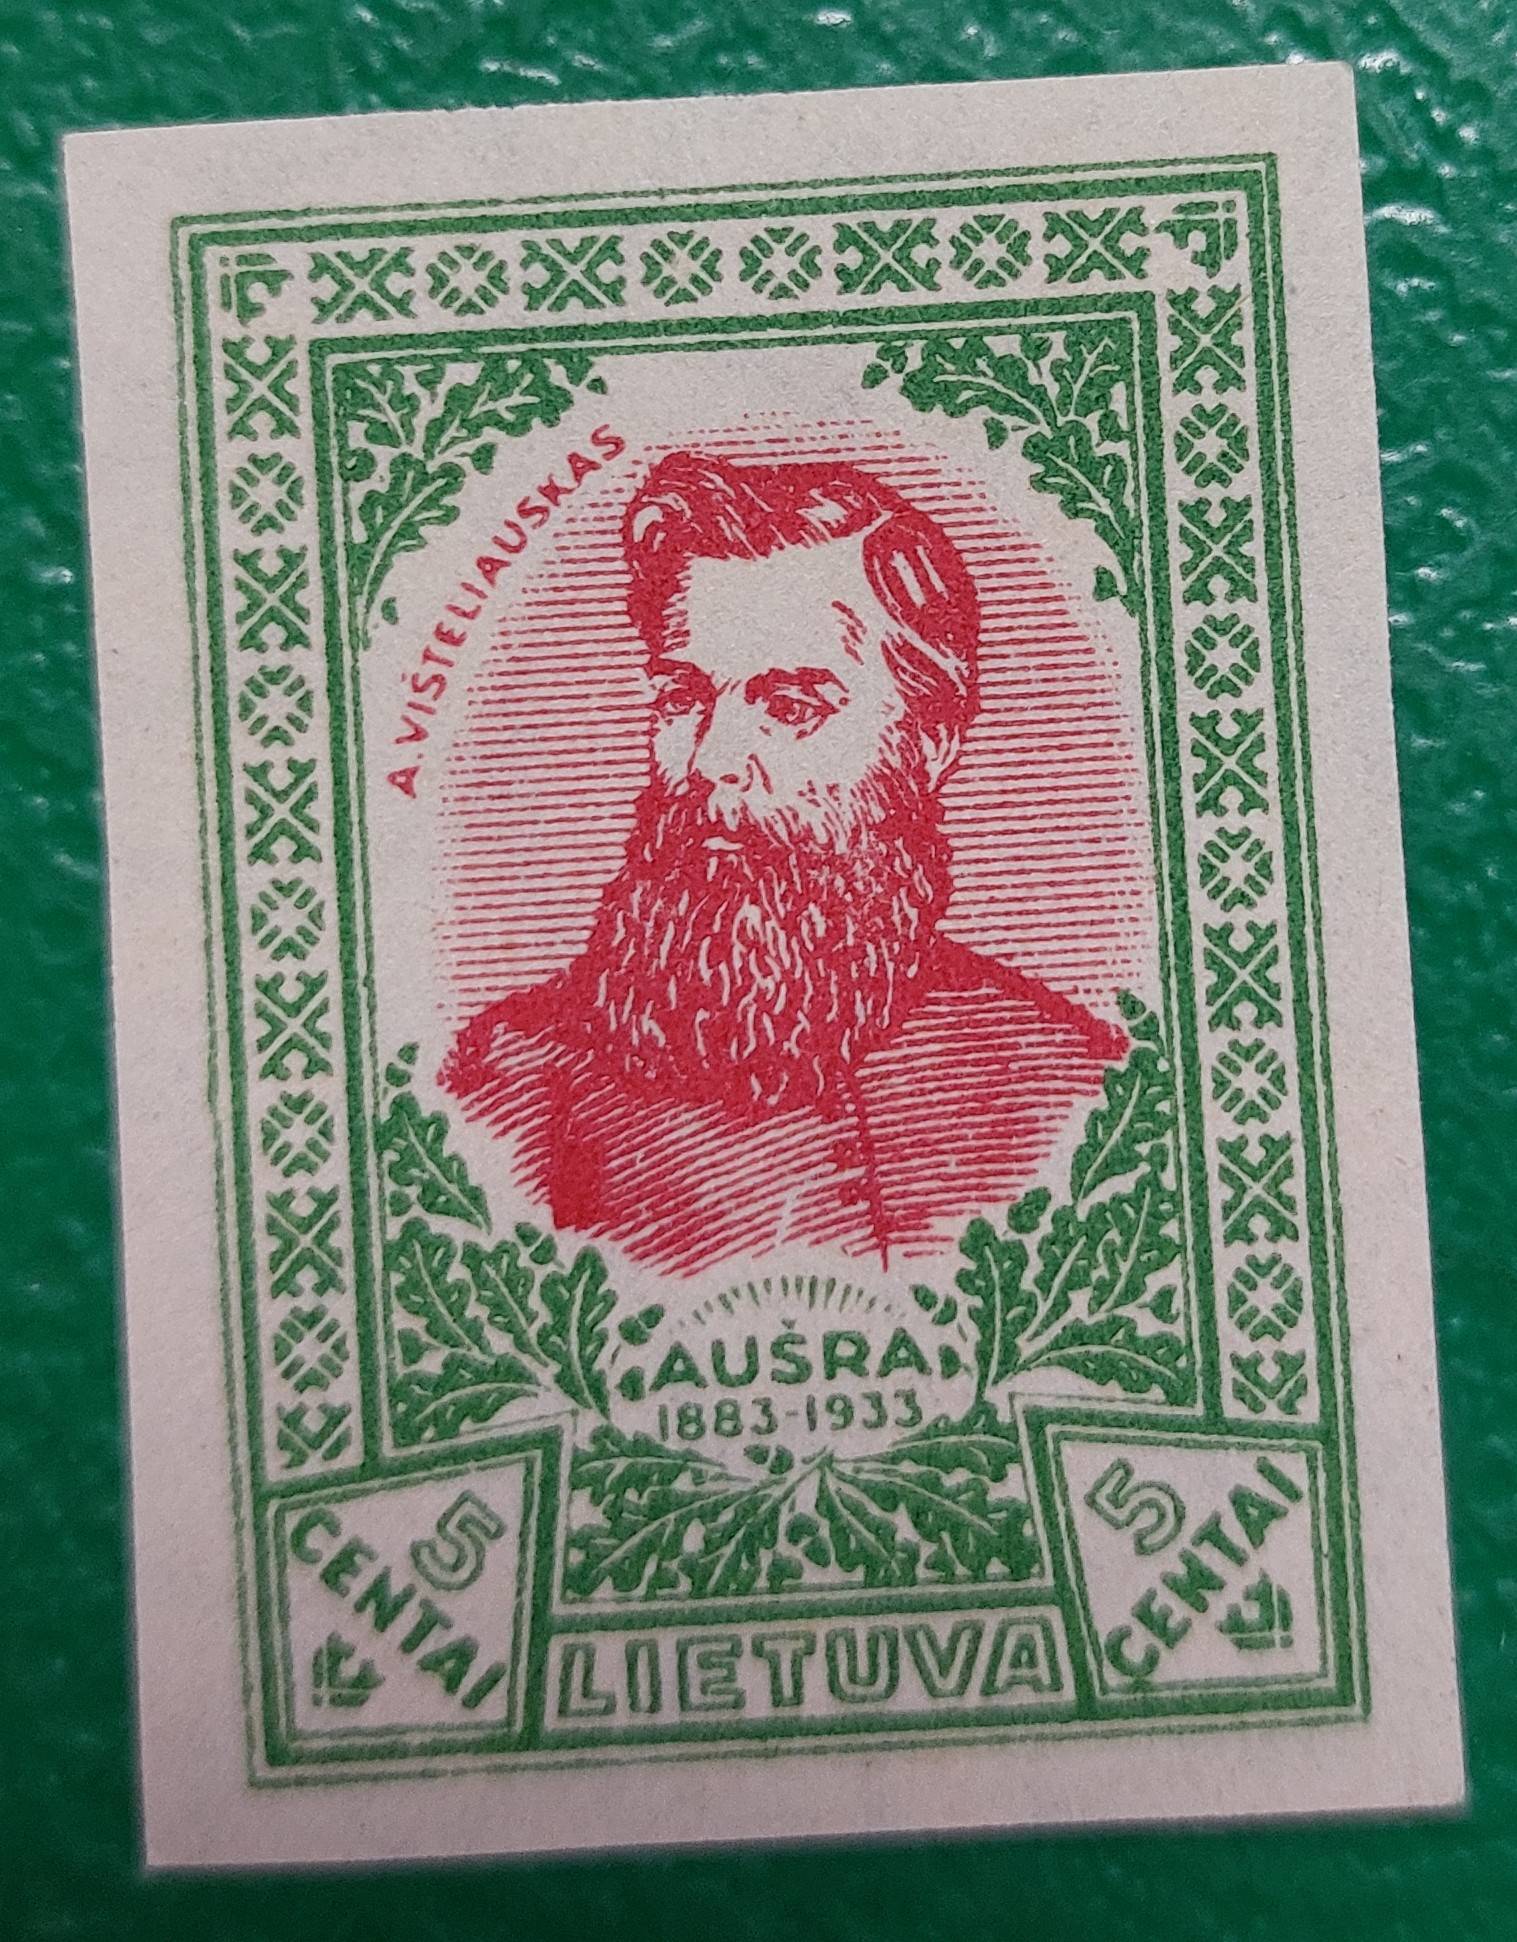 A. VIŠTELIAUSKAS
AUŠRA
1883-1933
5
CENTAI
5
CENTAI
LIETUVA